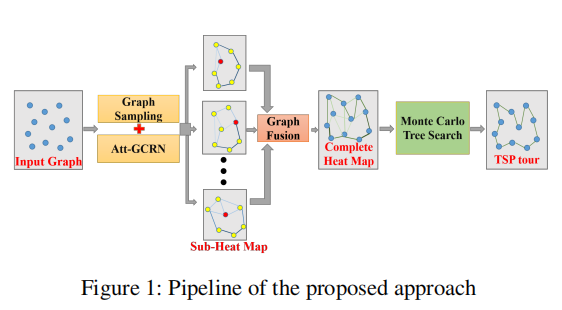 Input Graph
Graph
Sampling
Att-GCRN
Sub-Heat Map
Graph
Fusion
Complete
Heat Map
Monte Carlo
Tree Search
TSP tour
Figure 1: Pipeline of the proposed approach